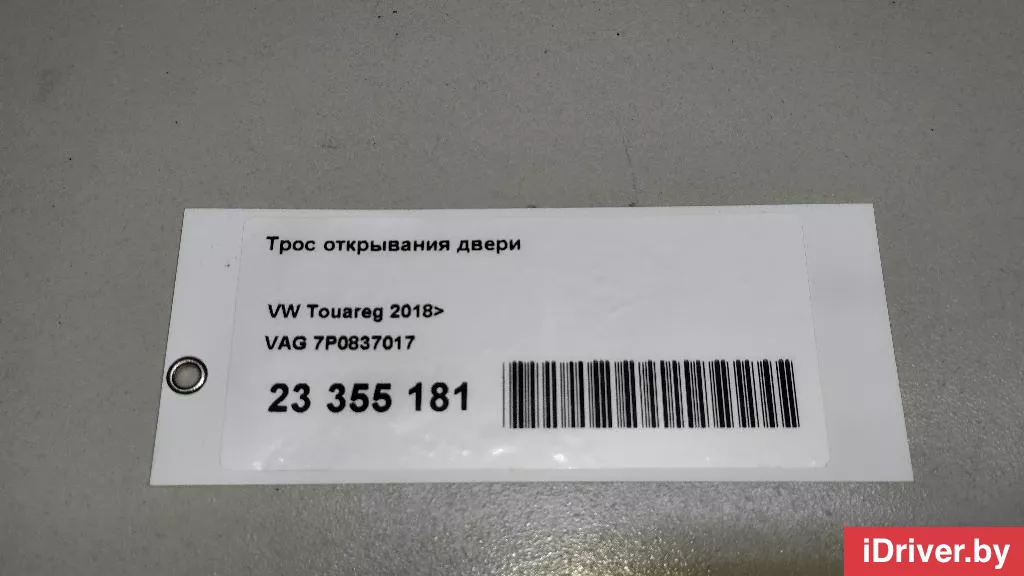 Трос открывания двери
VW Touareg 2018>
VAG 7P0837017
23 355 181
iDriver.by